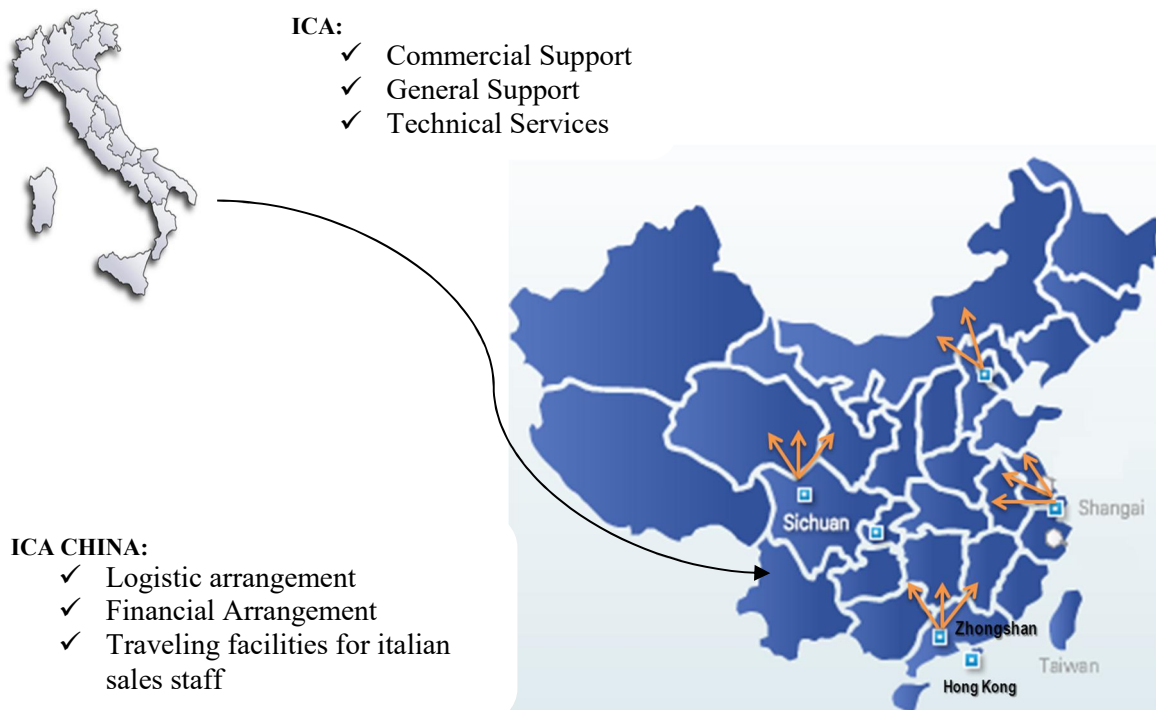 ICA:
✓ Commercial Support
✓ General Support
✓ Technical Services
Shangai
Sichuan
Zhongshan
Taiwan
Hong Kong
ICA CHINA:
✓ Logistic arrangement
✓ Financial Arrangement
✓ Traveling facilities for italian
sales staff